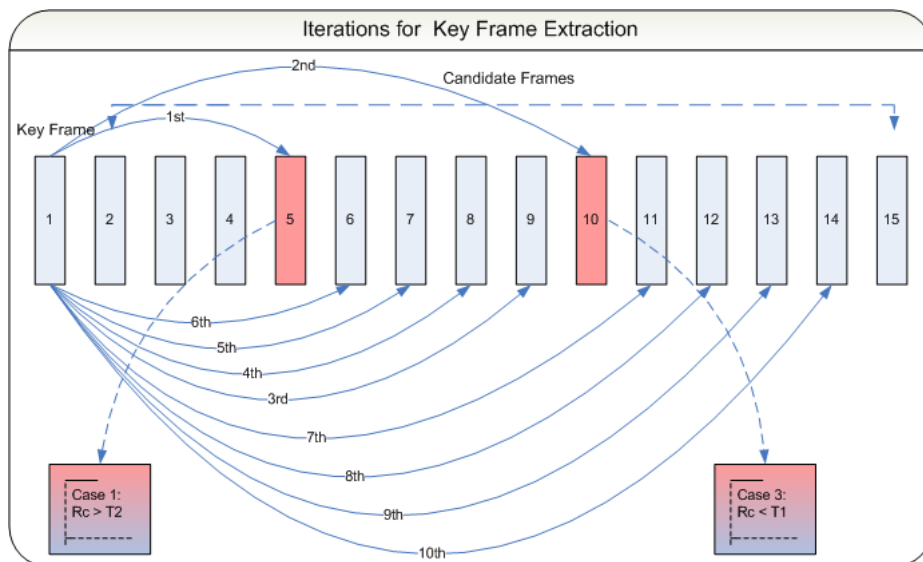 Iterations for Key Frame Extraction
2nd
Candidate Frames
Key Frame
1st
1 2 3 4 5 6 7 8 9 10 11 12 13 14 15
6th
5th
4th
3rd
7th
8th
9th
10th
Case 1:
Rc > T2
Case 3:
Rc < T1